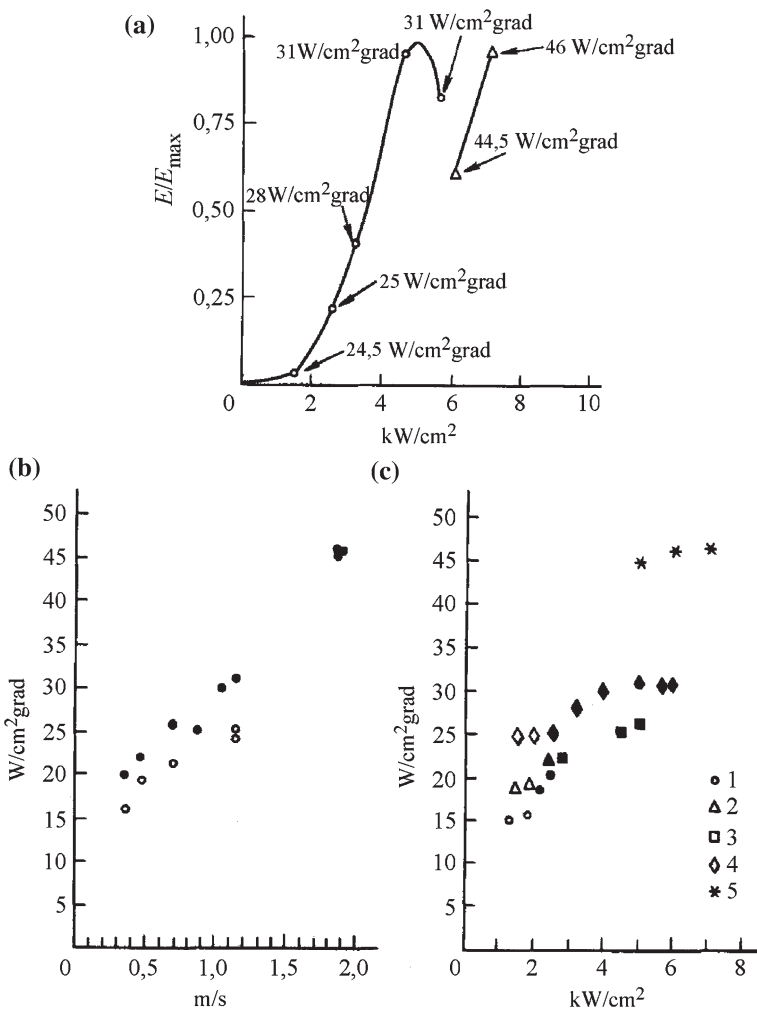 (a)
1,00
0,75
0,50
0,25
0
E/Emax
31W/cm²grad
31 W/cm²grad
46 W/cm²grad
44,5 W/cm²grad
28W/cm²grad
25 W/cm²grad
24,5 W/cm²grad
2
4
6
8
10
kW/cm²
(b)
50
45
40
35
30
25
20
15
10
5
0
W/cm²grad
0,5
1,0
1,5
2,0
m/s
(c)
50
45
40
35
30
25
20
15
10
5
0
W/cm²grad
1
2
3
4
5
2
4
6
8
kW/cm²